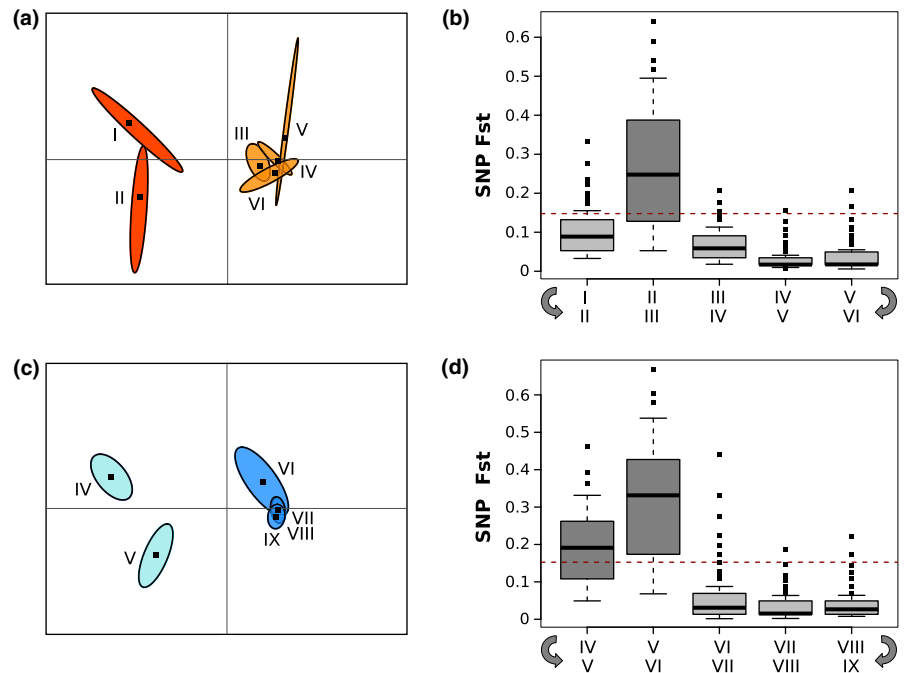 (a)
I
II
III
V
IV
VI
(b)
SNP Fst
0.6
0.5
0.4
0.3
0.2
0.1
0
I II III IV V
II III IV V VI
(c)
IV
V
VI
VII
VIII
IX
(d)
SNP Fst
0.6
0.5
0.4
0.3
0.2
0.1
0
IV V VI VII VIII
V VI VII VIII IX